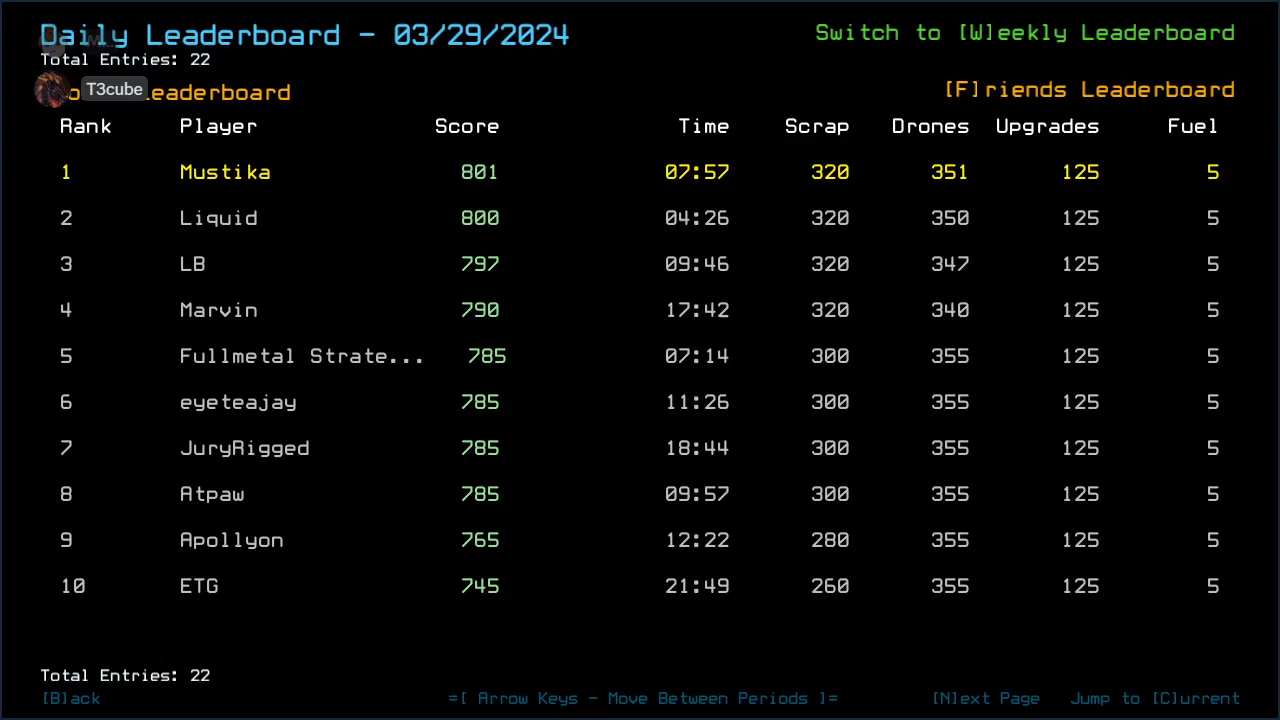 Daily Leaderboard - 03/29/2024 Switch to [W]eekly Leaderboard
Total Entries: 22
T3cube Leaderboard [F]riends Leaderboard
Rank Player Score Time Scrap Drones Upgrades Fuel
1 Mustika 801 07:57 320 351 125 5
2 Liquid 800 04:26 320 350 125 5
3 LB 797 09:46 320 347 125 5
4 Marvin 790 17:42 320 340 125 5
5 Fullmetal Strate... 785 07:14 300 355 125 5
6 eyeteajay 785 11:26 300 355 125 5
7 JuryRigged 785 18:44 300 355 125 5
8 Atpaw 785 09:57 300 355 125 5
9 Apollyon 765 12:22 280 355 125 5
10 ETG 745 21:49 260 355 125 5
Total Entries: 22
[B]ack =[ Arrow Keys - Move Between Periods ]= [N]ext Page Jump to [C]urrent